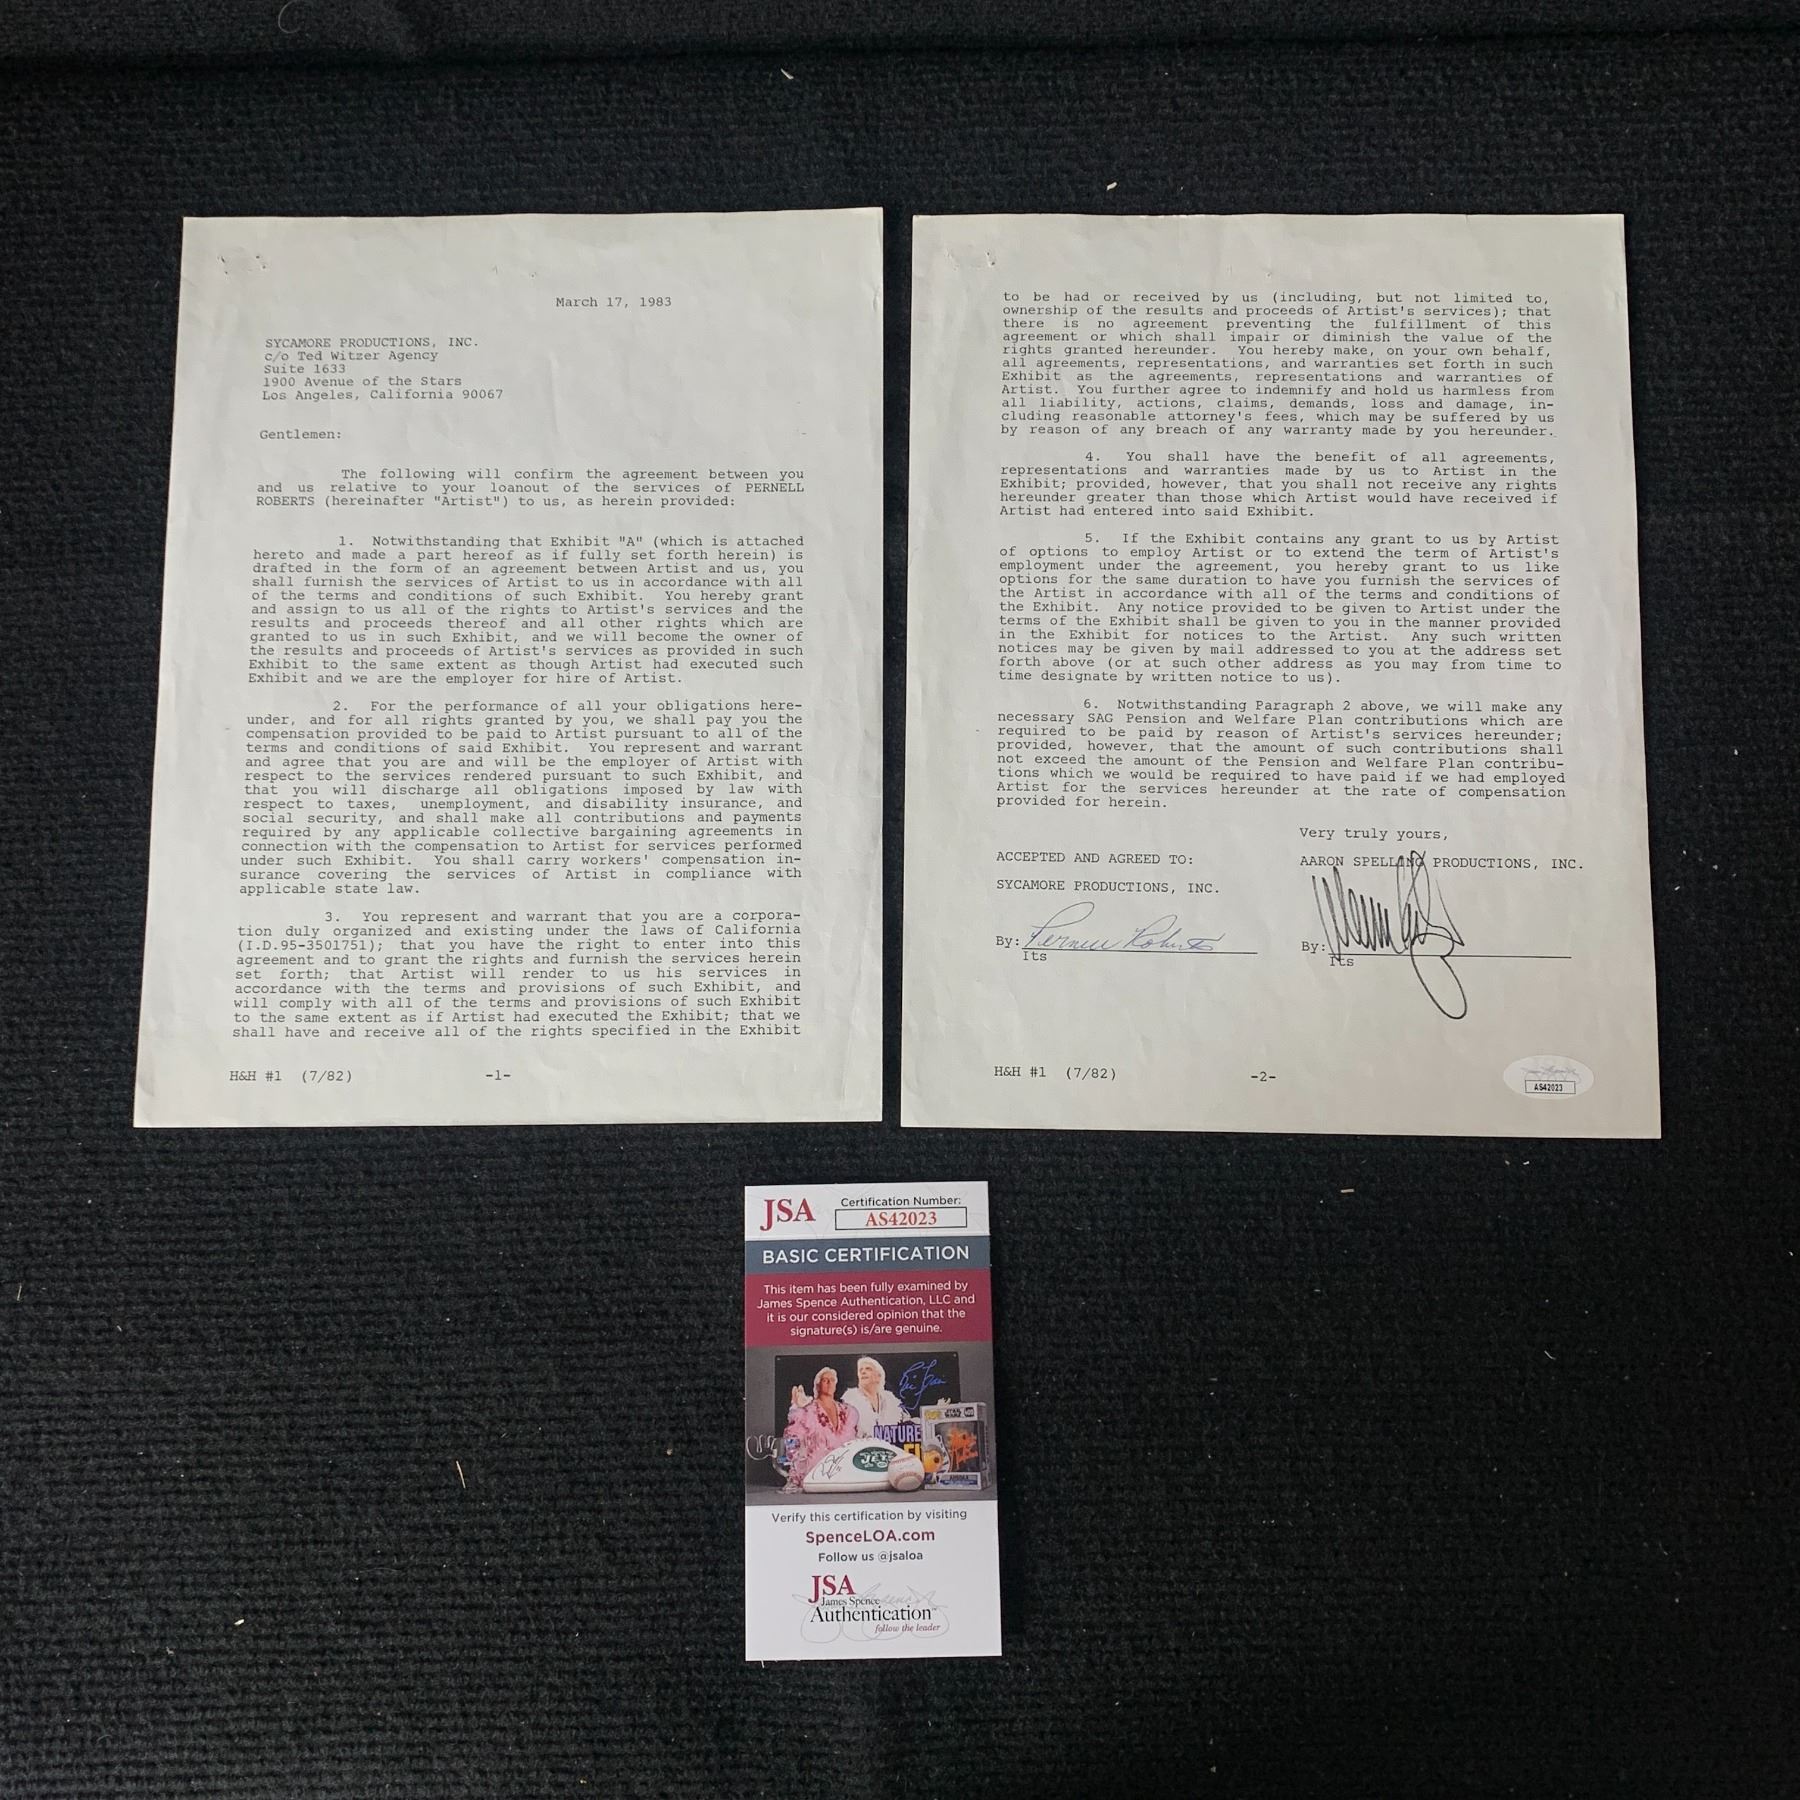 March 17, 1983
SYCAMORE PRODUCTIONS, INC.
c/o Ted Witzer Agency
Suite 1633
1900 Avenue of the Stars
Los Angeles, California 90067
Gentlemen:
The following will confirm the agreement between you
and us relative to your loanout of the services of PERNELL
ROBERTS (hereinafter "Artist") to us, as herein provided:
1. Notwithstanding that Exhibit "A" (which is attached
hereto and made a part hereof as if fully set forth herein) is
drafted in the form of an agreement between Artist and us, you
shall furnish the services of Artist to us in accordance with all
of the terms and conditions of such Exhibit. You hereby grant
and assign to us all of the rights to Artist's services and the
results and proceeds thereof and all other rights which are
granted to us in such Exhibit, and we will become the owner of
the results and proceeds of Artist's services as provided in such
Exhibit to the same extent as though Artist had executed such
Exhibit and we are the employer for hire of Artist.
2. For the performance of all your obligations here-
under, and for all rights granted by you, we shall pay you the
compensation provided to be paid to Artist pursuant to all of the
terms and conditions of said Exhibit. You represent and warrant
and agree that you are and will be the employer of Artist with
respect to the services rendered pursuant to such Exhibit, and
that you will discharge all obligations imposed by law with
respect to taxes, unemployment, and disability insurance, and
social security, and shall make all contributions and payments
required by any applicable collective bargaining agreements in
connection with the compensation to Artist for services performed
under such Exhibit. You shall carry workers' compensation in-
surance covering the services of Artist in compliance with
applicable state law.
3. You represent and warrant that you are a corpora-
tion duly organized and existing under the laws of California
(I.D.95-3501751); that you have the right to enter into this
agreement and to grant the rights and furnish the services herein
set forth; that Artist will render to us his services in
accordance with the terms and provisions of such Exhibit, and
will comply with all of the terms and provisions of such Exhibit
to the same extent as if Artist had executed the Exhibit; that we
shall have and receive all of the rights specified in the Exhibit
H&H #1 (7/82)
-1-
to be had or received by us (including, but not limited to,
ownership of the results and proceeds of Artist's services); that
there is no agreement preventing the fulfillment of this
agreement or which shall impair or diminish the value of the
rights granted hereunder. You hereby make, on your own behalf,
all agreements, representations, and warranties set forth in such
Exhibit as the agreements, representations and warranties of
Artist. You further agree to indemnify and hold us harmless from
all liability, actions, claims, demands, loss and damage, in-
cluding reasonable attorney's fees, which may be suffered by us
by reason of any breach of any warranty made by you hereunder.
4. You shall have the benefit of all agreements,
representations and warranties made by us to Artist in the
Exhibit; provided, however, that you shall not receive any rights
hereunder greater than those which Artist would have received if
Artist had entered into said Exhibit.
5. If the Exhibit contains any grant to us by Artist
of options to employ Artist or to extend the term of Artist's
employment under the agreement, you hereby grant to us like
options for the same duration to have you furnish the services of
the Artist in accordance with all of the terms and conditions of
the Exhibit. Any notice provided to be given to Artist under the
terms of the Exhibit shall be given to you in the manner provided
in the Exhibit for notices to the Artist. Any such written
notices may be given by mail addressed to you at the address set
forth above (or at such other address as you may from time to
time designate by written notice to us).
6. Notwithstanding Paragraph 2 above, we will make any
necessary SAG Pension and Welfare Plan contributions which are
required to be paid by reason of Artist's services hereunder;
provided, however, that the amount of such contributions shall
not exceed the amount of the Pension and Welfare Plan contribu-
tions which we would be required to have paid if we had employed
Artist for the services hereunder at the rate of compensation
provided for herein.
Very truly yours,
ACCEPTED AND AGREED TO:
AARON SPELLING PRODUCTIONS, INC.
SYCAMORE PRODUCTIONS, INC.
By: Pernell Roberts
Its
By:
Its
H&H #1 (7/82)
-2-
AS42023
JSA
Certification Number:
AS42023
BASIC CERTIFICATION
This item has been fully examined by
James Spence Authentication, LLC and
it is our considered opinion that the
signature(s) is/are genuine.
NATURE
JETS
STAR
WARS
Verify this certification by visiting
SpenceLOA.com
Follow us @jsaloa
JSA
James Spence
Authentication
follow the leader